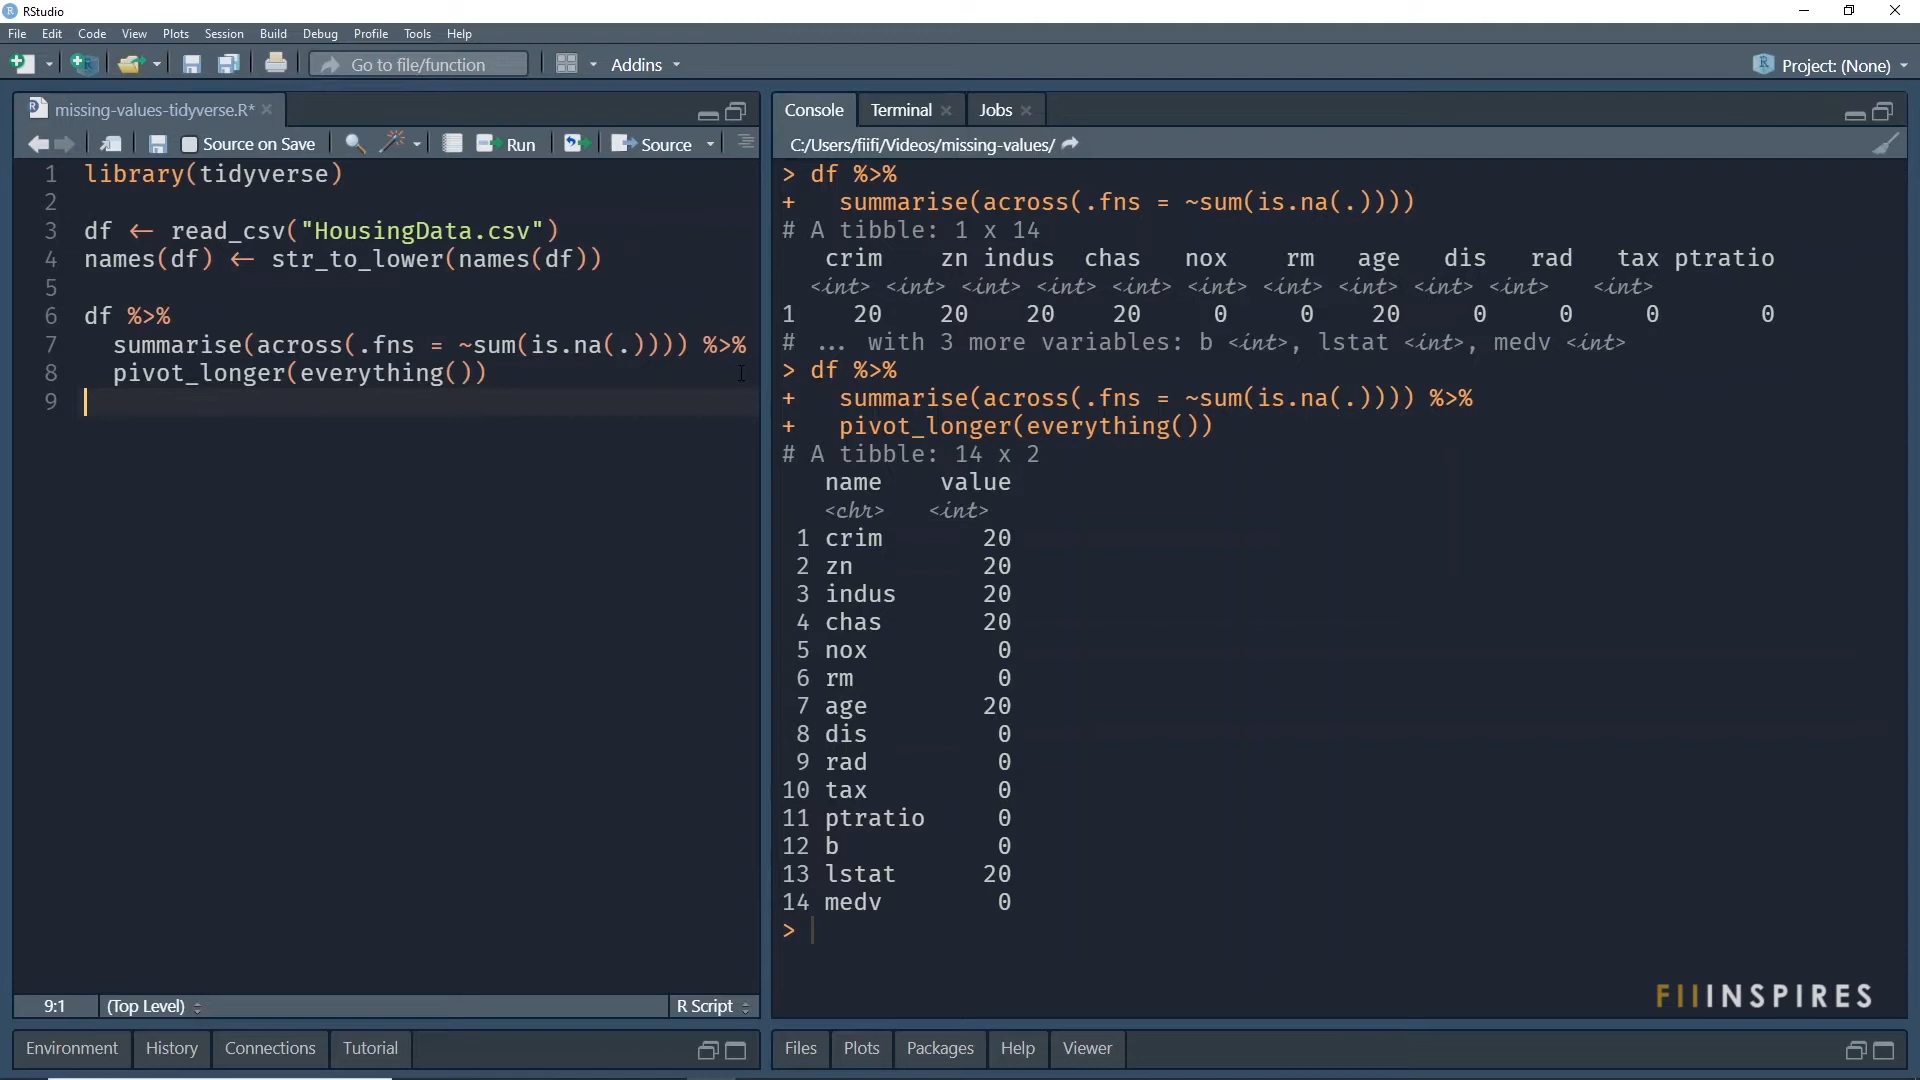 RStudio
File Edit Code View Plots Session Build Debug Profile Tools Help
Go to file/function Addins Project: (None)
missing-values-tidyverse.R*
Source on Save Run Source
1 library(tidyverse)
2
3 df <- read_csv("HousingData.csv")
4 names(df) <- str_to_lower(names(df))
5
6 df %>%
7 summarise(across(.fns = ~sum(is.na(.)))) %>%
8 pivot_longer(everything())
9
9:1 (Top Level) R Script
Environment History Connections Tutorial
Console Terminal Jobs
C:/Users/fiifi/Videos/missing-values/
> df %>%
+ summarise(across(.fns = ~sum(is.na(.))))
# A tibble: 1 x 14
crim zn indus chas nox rm age dis rad tax ptratio
<int> <int> <int> <int> <int> <int> <int> <int> <int> <int> <int>
1 20 20 20 20 0 0 20 0 0 0 0
# ... with 3 more variables: b <int>, lstat <int>, medv <int>
> df %>%
+ summarise(across(.fns = ~sum(is.na(.)))) %>%
+ pivot_longer(everything())
# A tibble: 14 x 2
name value
<chr> <int>
1 crim 20
2 zn 20
3 indus 20
4 chas 20
5 nox 0
6 rm 0
7 age 20
8 dis 0
9 rad 0
10 tax 0
11 ptratio 0
12 b 0
13 lstat 20
14 medv 0
>
FIIINSPIRES
Files Plots Packages Help Viewer